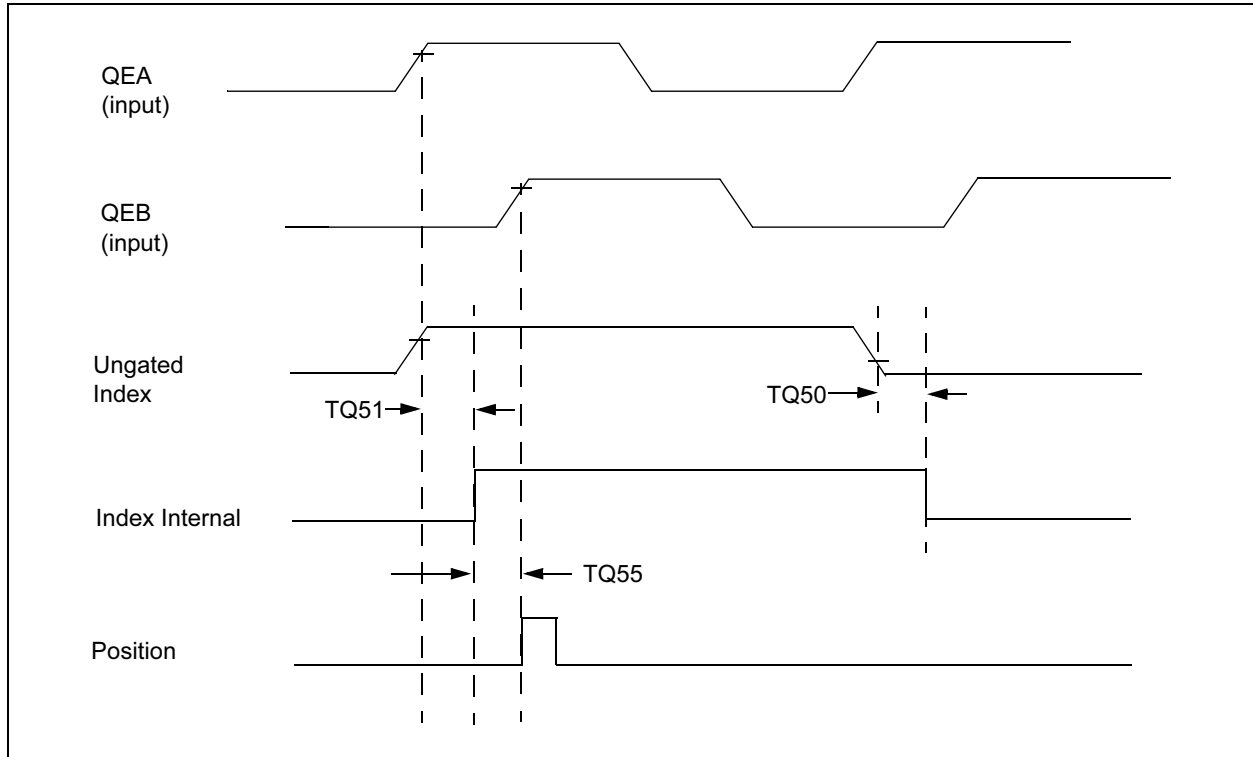 QEA
(input)
QEB
(input)
Ungated
Index
TQ51
TQ50
Index Internal
TQ55
Position